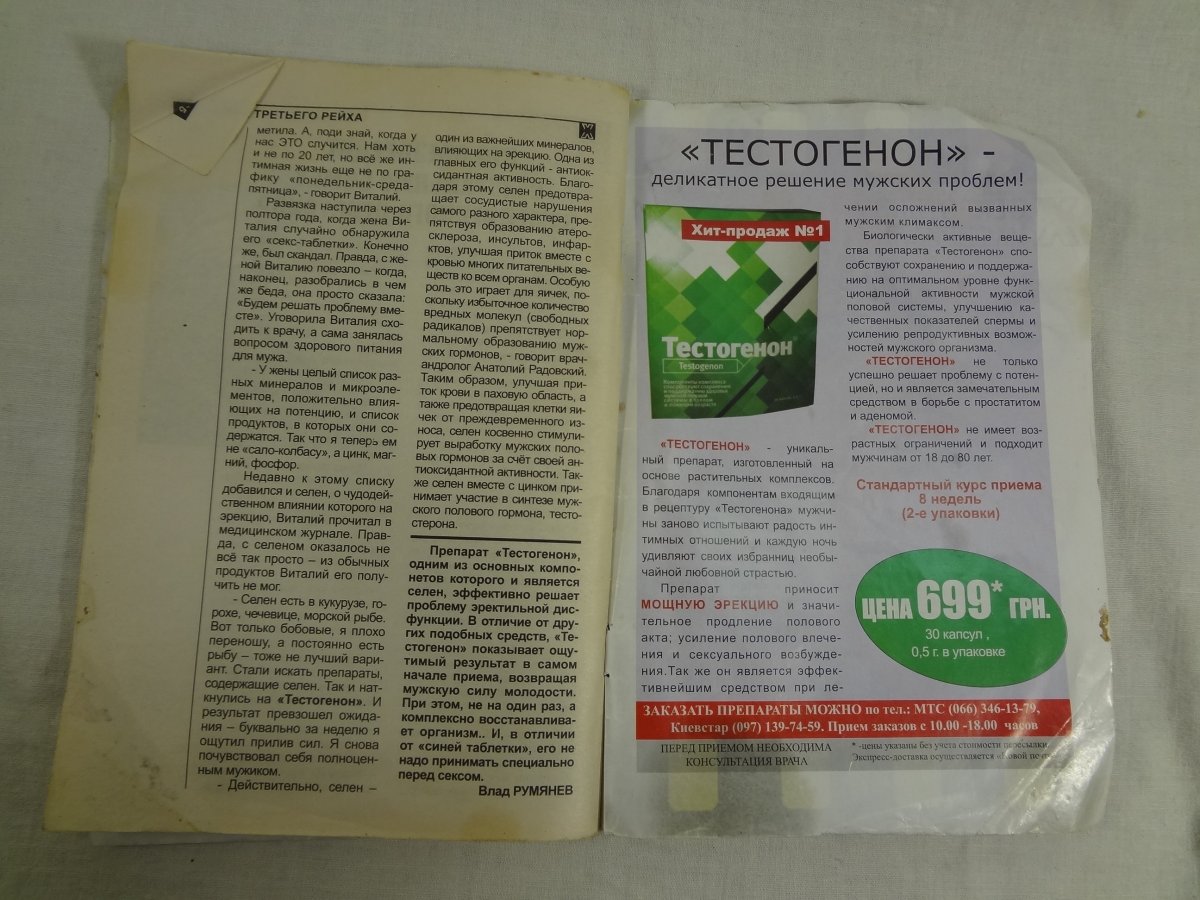 9.
ТРЕТЬЕГО РЕЙХА
метила. А, поди знай, когда у
нас ЭТО случится. Нам хоть
и не по 20 лет, но всё же ин-
тимная жизнь еще не по гра-
фику «понедельник-среда-
пятница», - говорит Виталий.
Развязка наступила через
полтора года, когда жена Ви-
талия случайно обнаружила
его «секс-таблетки». Конечно
же, был скандал. Правда, с же-
ной Виталию повезло – когда,
наконец, разобрались в чем
же беда, она просто сказала:
«Будем решать проблему вме-
сте». Уговорила Виталия схо-
дить к врачу, а сама занялась
вопросом здорового питания
для мужа.
- У жены целый список раз-
ных минералов и микроэле-
ментов, положительно влия-
ющих на потенцию, и список
продуктов, в которых они со-
держатся. Так что я теперь ем
не «сало-колбасу», а цинк, маг-
ний, фосфор.
Недавно к этому списку
добавился и селен, о чудодей-
ственном влиянии которого на
эрекцию, Виталий прочитал в
медицинском журнале. Прав-
да, с селеном оказалось не
всё так просто – из обычных
продуктов Виталий его полу-
чить не мог.
- Селен есть в кукурузе, го-
рохе, чечевице, морской рыбе.
Вот только бобовые, я плохо
переношу, а постоянно есть
рыбу – тоже не лучший вари-
ант. Стали искать препараты,
содержащие селен. Так и нат-
кнулись на «Тестогенон». И
результат превзошел ожида-
ния – буквально за неделю я
ощутил прилив сил. Я снова
почувствовал себя полноцен-
ным мужиком.
- Действительно, селен –
один из важнейших минералов,
влияющих на эрекцию. Одна из
главных его функций - антиок-
сидантная активность. Благо-
даря этому селен предотвра-
щает сосудистые нарушения
самого разного характера, пре-
пятствуя образованию атеро-
склероза, инсультов, инфар-
ктов, улучшая приток вместе с
кровью многих питательных ве-
ществ ко всем органам. Особую
роль это играет для яичек, по-
скольку избыточное количество
вредных молекул (свободных
радикалов) препятствует нор-
мальному образованию муж-
ских гормонов, - говорит врач-
андролог Анатолий Радовский.
Таким образом, улучшая при-
ток крови в паховую область, а
также предотвращая клетки яи-
чек от преждевременного из-
носа, селен косвенно стимули-
рует выработку мужских поло-
вых гормонов за счёт своей ан-
тиоксидантной активности. Так-
же селен вместе с цинком при-
нимает участие в синтезе муж-
ского полового гормона, тесто-
стерона.
Препарат «Тестогенон»,
одним из основных компо-
нетов которого и является
селен, эффективно решает
проблему эректильной дис-
функции. В отличие от дру-
гих подобных средств, «Те-
стогенон» показывает ощу-
тимый результат в самом
начале приема, возвращая
мужскую силу молодости.
При этом, не на один раз, а
комплексно восстанавлива-
ет организм.. И, в отличии
от «синей таблетки», его не
надо принимать специально
перед сексом.
Влад РУМЯНЕВ
«ТЕСТОГЕНОН» -
деликатное решение мужских проблем!
Хит-продаж №1
Тестогенон
Testogenon
«ТЕСТОГЕНОН» - уникаль-
ный препарат, изготовленный на
основе растительных комплексов.
Благодаря компонентам входящим
в рецептуру «Тестогенона» мужчи-
ны заново испытывают радость ин-
тимных отношений и каждую ночь
удивляют своих избранниц необы-
чайной любовной страстью.
Препарат приносит
МОЩНУЮ ЭРЕКЦИЮ и значи-
тельное продление полового
акта; усиление полового влече-
ния и сексуального возбужде-
ния.Так же он является эффек-
тивнейшим средством при ле-
чении осложнений вызванных
мужским климаксом.
Биологически активные веще-
ства препарата «Тестогенон» спо-
собствуют сохранению и поддержа-
нию на оптимальном уровне функ-
циональной активности мужской
половой системы, улучшению ка-
чественных показателей спермы и
усилению репродуктивных возмож-
ностей мужского организма.
«ТЕСТОГЕНОН» не только
успешно решает проблему с потен-
цией, но и является замечательным
средством в борьбе с простатитом
и аденомой.
«ТЕСТОГЕНОН» не имеет воз-
растных ограничений и подходит
мужчинам от 18 до 80 лет.
Стандартный курс приема
8 недель
(2-е упаковки)
ЦЕНА 699* ГРН.
30 капсул ,
0,5 г. в упаковке
ЗАКАЗАТЬ ПРЕПАРАТЫ МОЖНО по тел.: МТС (066) 346-13-79,
Киевстар (097) 139-74-59. Прием заказов с 10.00 -18.00 часов
ПЕРЕД ПРИЕМОМ НЕОБХОДИМА
КОНСУЛЬТАЦИЯ ВРАЧА
* -цены указаны без учета стоимости пересылки.
Экспресс-доставка осуществляется «Новой